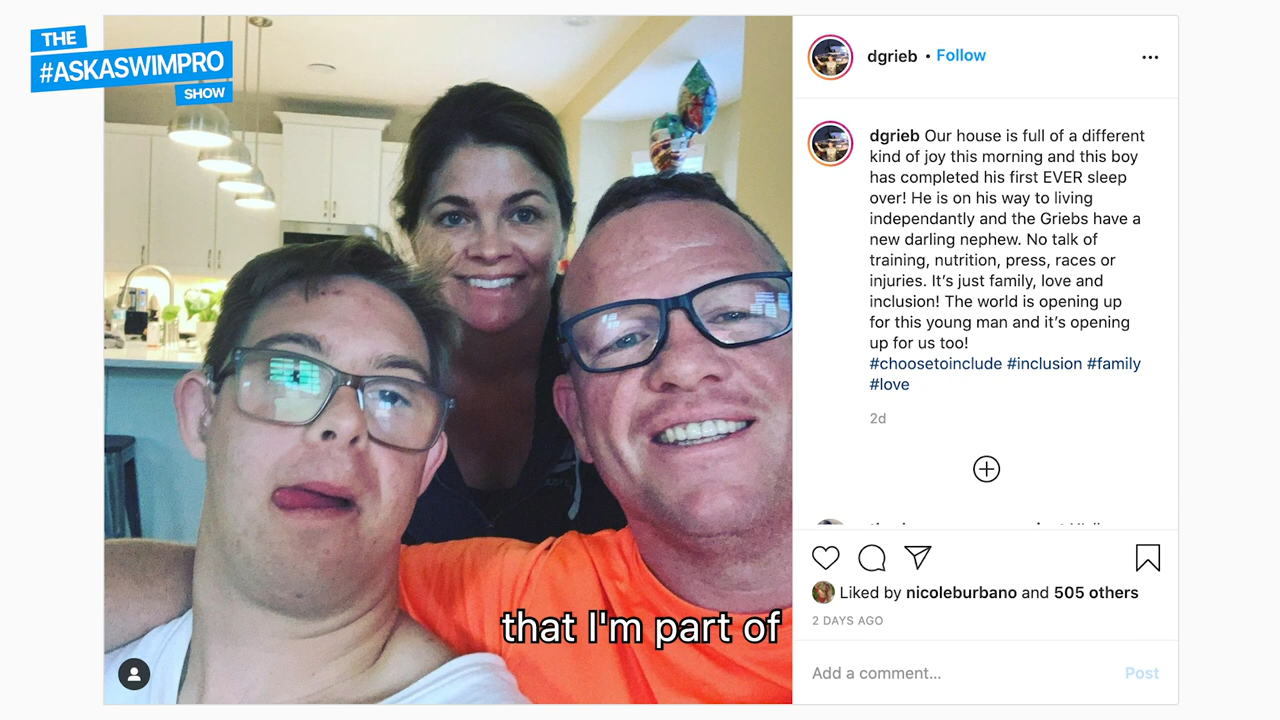 THE
#ASKASWIMPRO
SHOW
that I'm part of
dgrieb • Follow
dgrieb Our house is full of a different
kind of joy this morning and this boy
has completed his first EVER sleep
over! He is on his way to living
independantly and the Griebs have a
new darling nephew. No talk of
training, nutrition, press, races or
injuries. It’s just family, love and
inclusion! The world is opening up
for this young man and it’s opening
up for us too!
#choosetoinclude #inclusion #family
#love
2d
Liked by nicoleburbano and 505 others
2 DAYS AGO
Add a comment...
Post